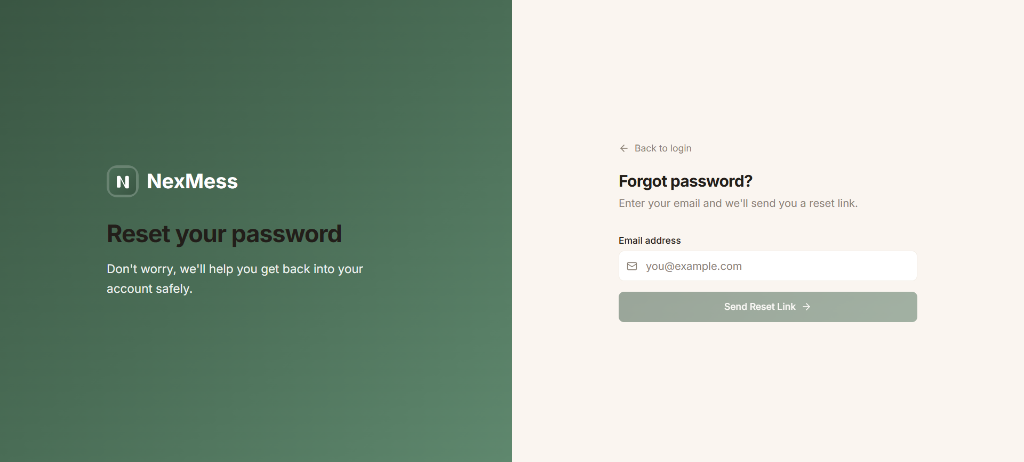 NexMess
Reset your password
Don't worry, we'll help you get back into your
account safely.
Back to login
Forgot password?
Enter your email and we'll send you a reset link.
Email address
you@example.com
Send Reset Link